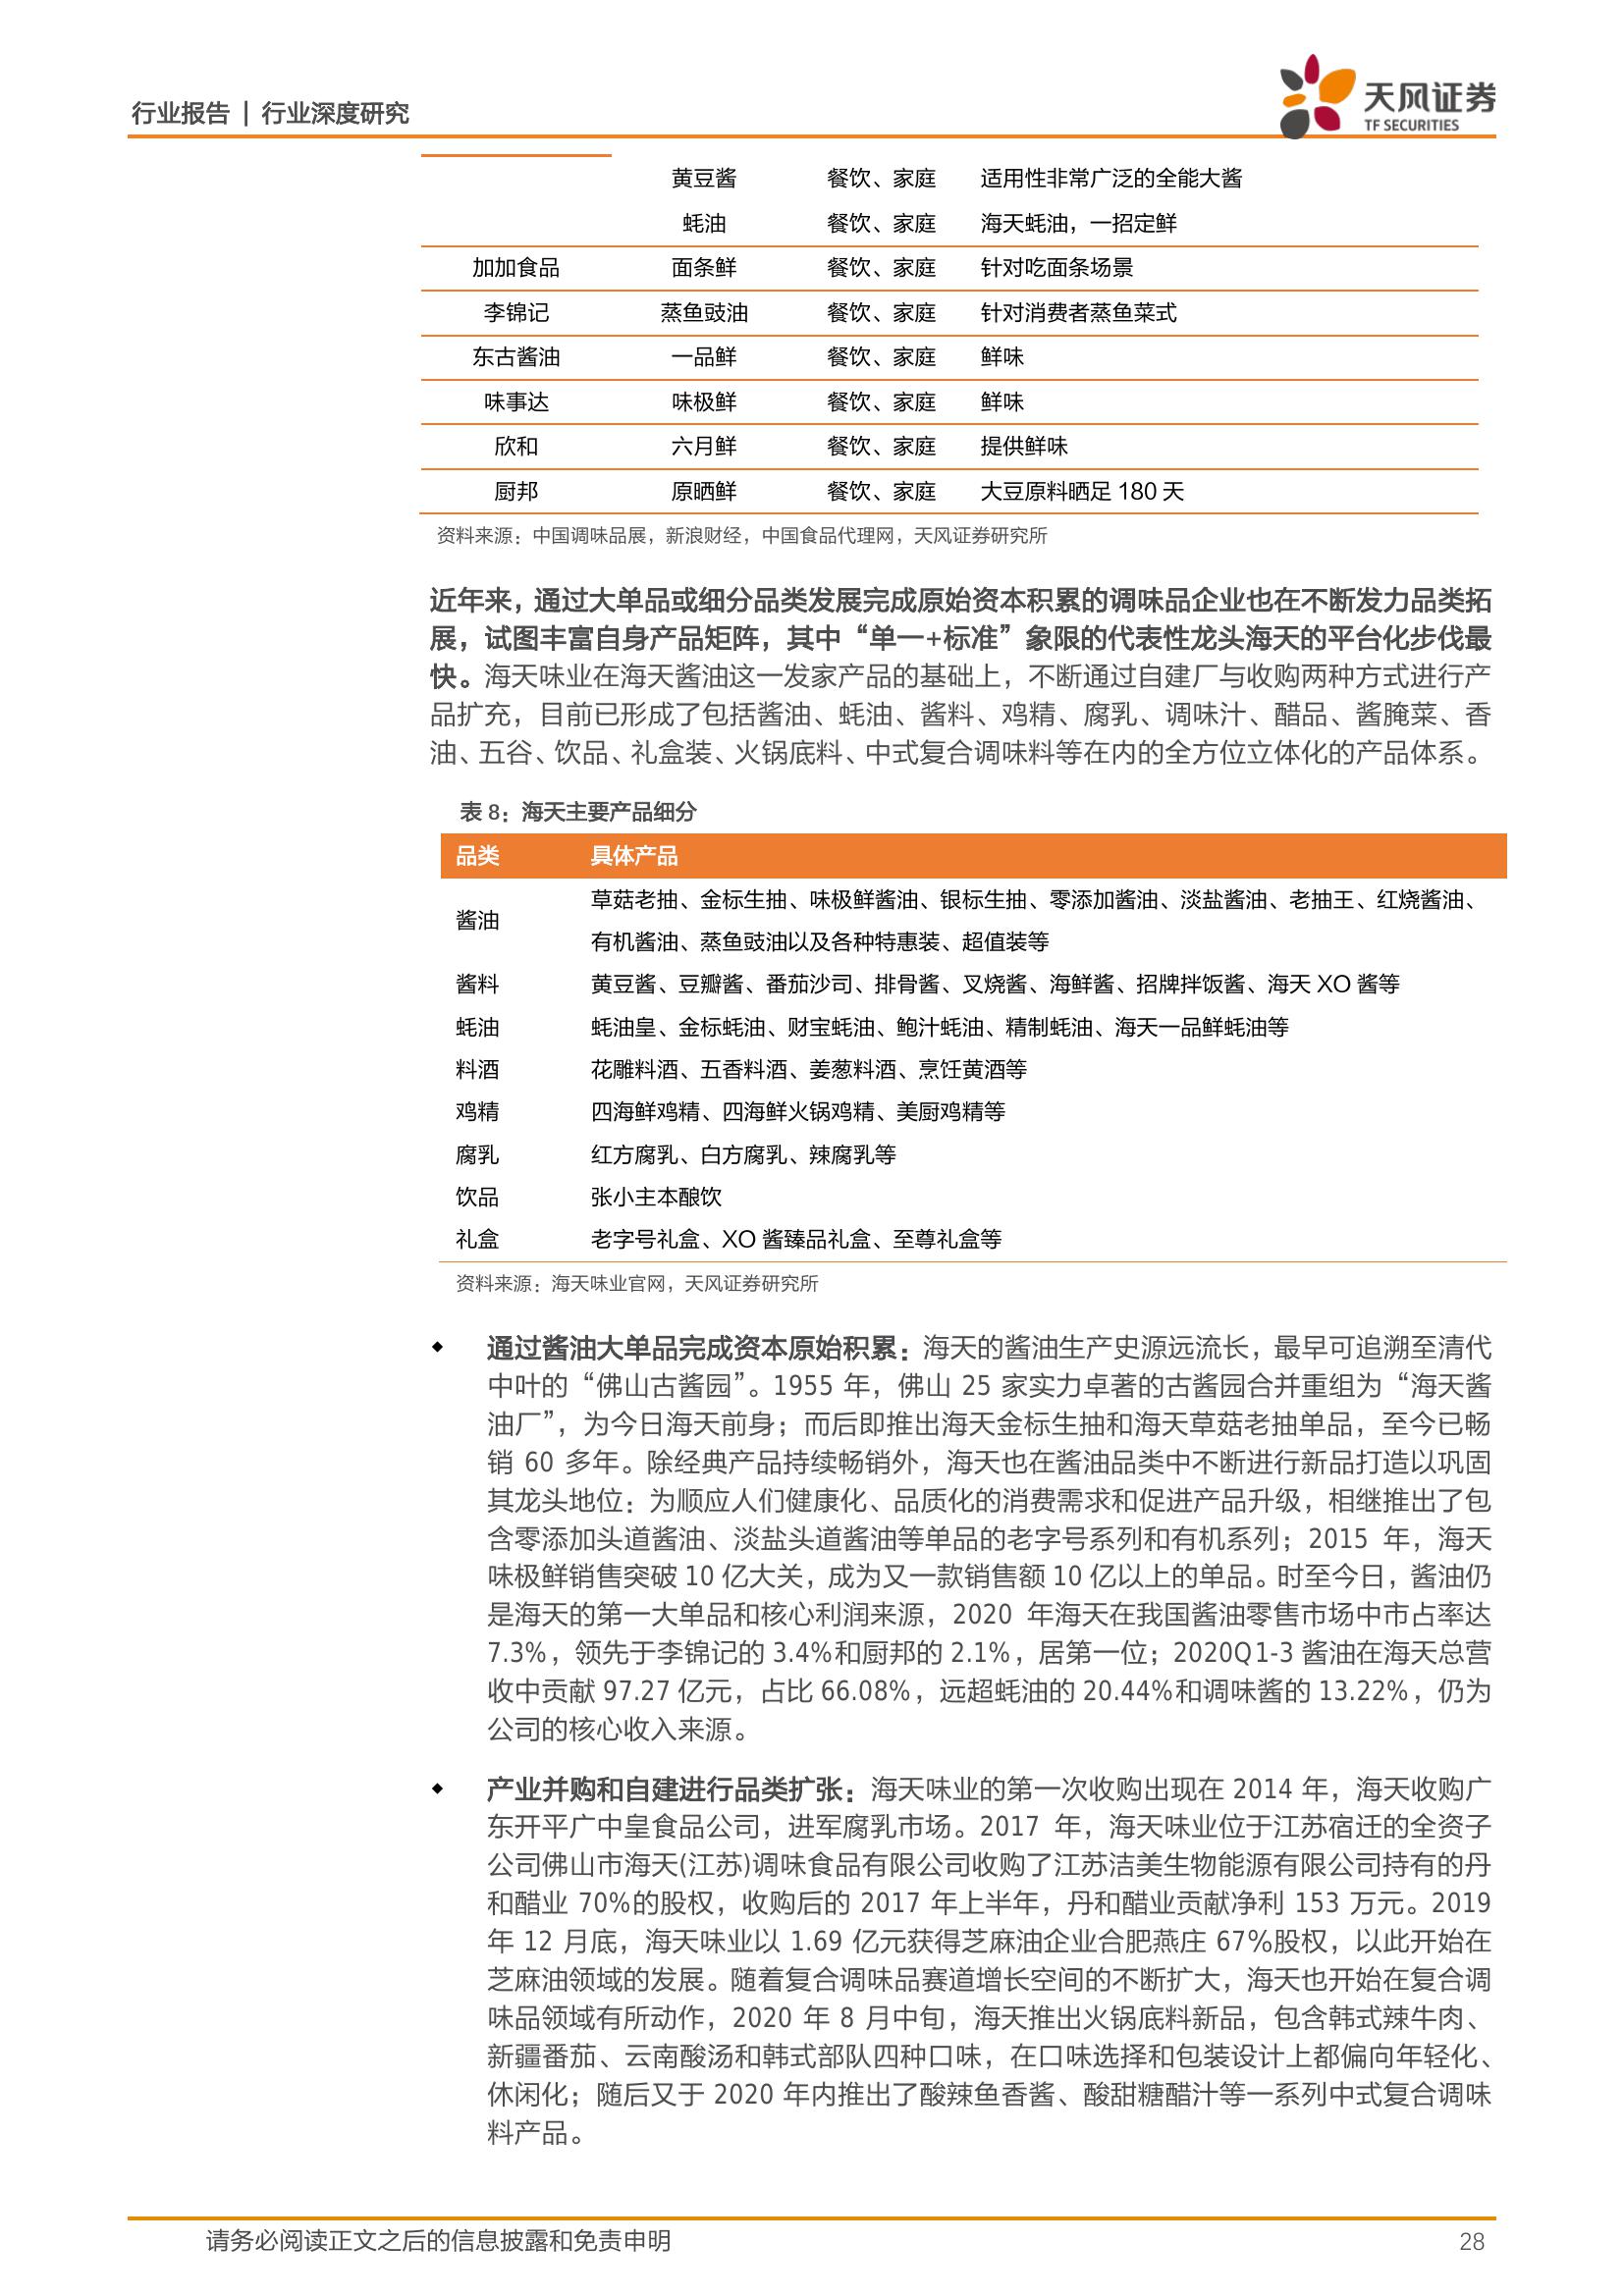 行业报告 | 行业深度研究
天风证券
TF SECURITIES
黄豆酱 餐饮、家庭 适用性非常广泛的全能大酱
蚝油 餐饮、家庭 海天蚝油，一招定鲜
加加食品 面条鲜 餐饮、家庭 针对吃面条场景
李锦记 蒸鱼豉油 餐饮、家庭 针对消费者蒸鱼菜式
东古酱油 一品鲜 餐饮、家庭 鲜味
味事达 味极鲜 餐饮、家庭 鲜味
欣和 六月鲜 餐饮、家庭 提供鲜味
厨邦 原晒鲜 餐饮、家庭 大豆原料晒足 180 天
资料来源：中国调味品展，新浪财经，中国食品代理网，天风证券研究所
近年来，通过大单品或细分品类发展完成原始资本积累的调味品企业也在不断发力品类拓
展，试图丰富自身产品矩阵，其中“单一+标准”象限的代表性龙头海天的平台化步伐最
快。海天味业在海天酱油这一发家产品的基础上，不断通过自建厂与收购两种方式进行产
品扩充，目前已形成了包括酱油、蚝油、酱料、鸡精、腐乳、调味汁、醋品、酱腌菜、香
油、五谷、饮品、礼盒装、火锅底料、中式复合调味料等在内的全方位立体化的产品体系。
表 8：海天主要产品细分
品类 具体产品
酱油 草菇老抽、金标生抽、味极鲜酱油、银标生抽、零添加酱油、淡盐酱油、老抽王、红烧酱油、
有机酱油、蒸鱼豉油以及各种特惠装、超值装等
酱料 黄豆酱、豆瓣酱、番茄沙司、排骨酱、叉烧酱、海鲜酱、招牌拌饭酱、海天 XO 酱等
蚝油 蚝油皇、金标蚝油、财宝蚝油、鲍汁蚝油、精制蚝油、海天一品鲜蚝油等
料酒 花雕料酒、五香料酒、姜葱料酒、烹饪黄酒等
鸡精 四海鲜鸡精、四海鲜火锅鸡精、美厨鸡精等
腐乳 红方腐乳、白方腐乳、辣腐乳等
饮品 张小主本酿饮
礼盒 老字号礼盒、XO 酱臻品礼盒、至尊礼盒等
资料来源：海天味业官网，天风证券研究所
◆ 通过酱油大单品完成资本原始积累：海天的酱油生产史源远流长，最早可追溯至清代
中叶的“佛山古酱园”。1955 年，佛山 25 家实力卓著的古酱园合并重组为“海天酱
油厂”，为今日海天前身；而后即推出海天金标生抽和海天草菇老抽单品，至今已畅
销 60 多年。除经典产品持续畅销外，海天也在酱油品类中不断进行新品打造以巩固
其龙头地位：为顺应人们健康化、品质化的消费需求和促进产品升级，相继推出了包
含零添加头道酱油、淡盐头道酱油等单品的老字号系列和有机系列；2015 年，海天
味极鲜销售突破 10 亿大关，成为又一款销售额 10 亿以上的单品。时至今日，酱油仍
是海天的第一大单品和核心利润来源，2020 年海天在我国酱油零售市场中市占率达
7.3%，领先于李锦记的 3.4%和厨邦的 2.1%，居第一位；2020Q1-3 酱油在海天总营
收中贡献 97.27 亿元，占比 66.08%，远超蚝油的 20.44%和调味酱的 13.22%，仍为
公司的核心收入来源。
◆ 产业并购和自建进行品类扩张：海天味业的第一次收购出现在 2014 年，海天收购广
东开平广中皇食品公司，进军腐乳市场。2017 年，海天味业位于江苏宿迁的全资子
公司佛山市海天(江苏)调味食品有限公司收购了江苏洁美生物能源有限公司持有的丹
和醋业 70%的股权，收购后的 2017 年上半年，丹和醋业贡献净利 153 万元。2019
年 12 月底，海天味业以 1.69 亿元获得芝麻油企业合肥燕庄 67%股权，以此开始在
芝麻油领域的发展。随着复合调味品赛道增长空间的不断扩大，海天也开始在复合调
味品领域有所动作，2020 年 8 月中旬，海天推出火锅底料新品，包含韩式辣牛肉、
新疆番茄、云南酸汤和韩式部队四种口味，在口味选择和包装设计上都偏向年轻化、
休闲化；随后又于 2020 年内推出了酸辣鱼香酱、酸甜糖醋汁等一系列中式复合调味
料产品。
请务必阅读正文之后的信息披露和免责申明 28